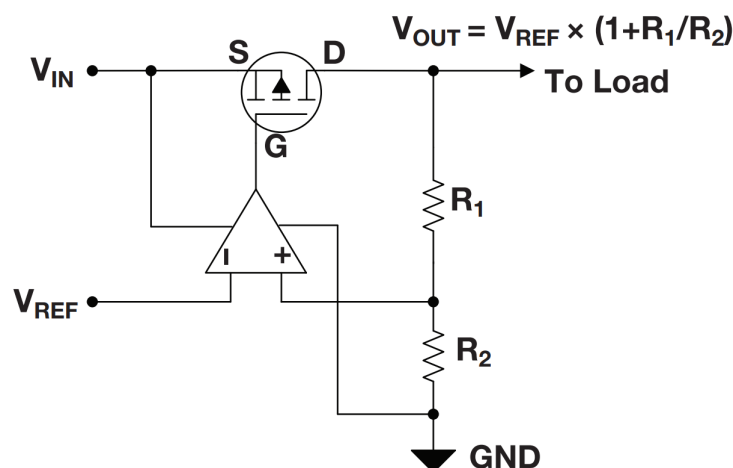 V_OUT = V_REF × (1+R_1/R_2)
S
D
V_IN
To Load
G
R_1
–
+
V_REF
R_2
GND